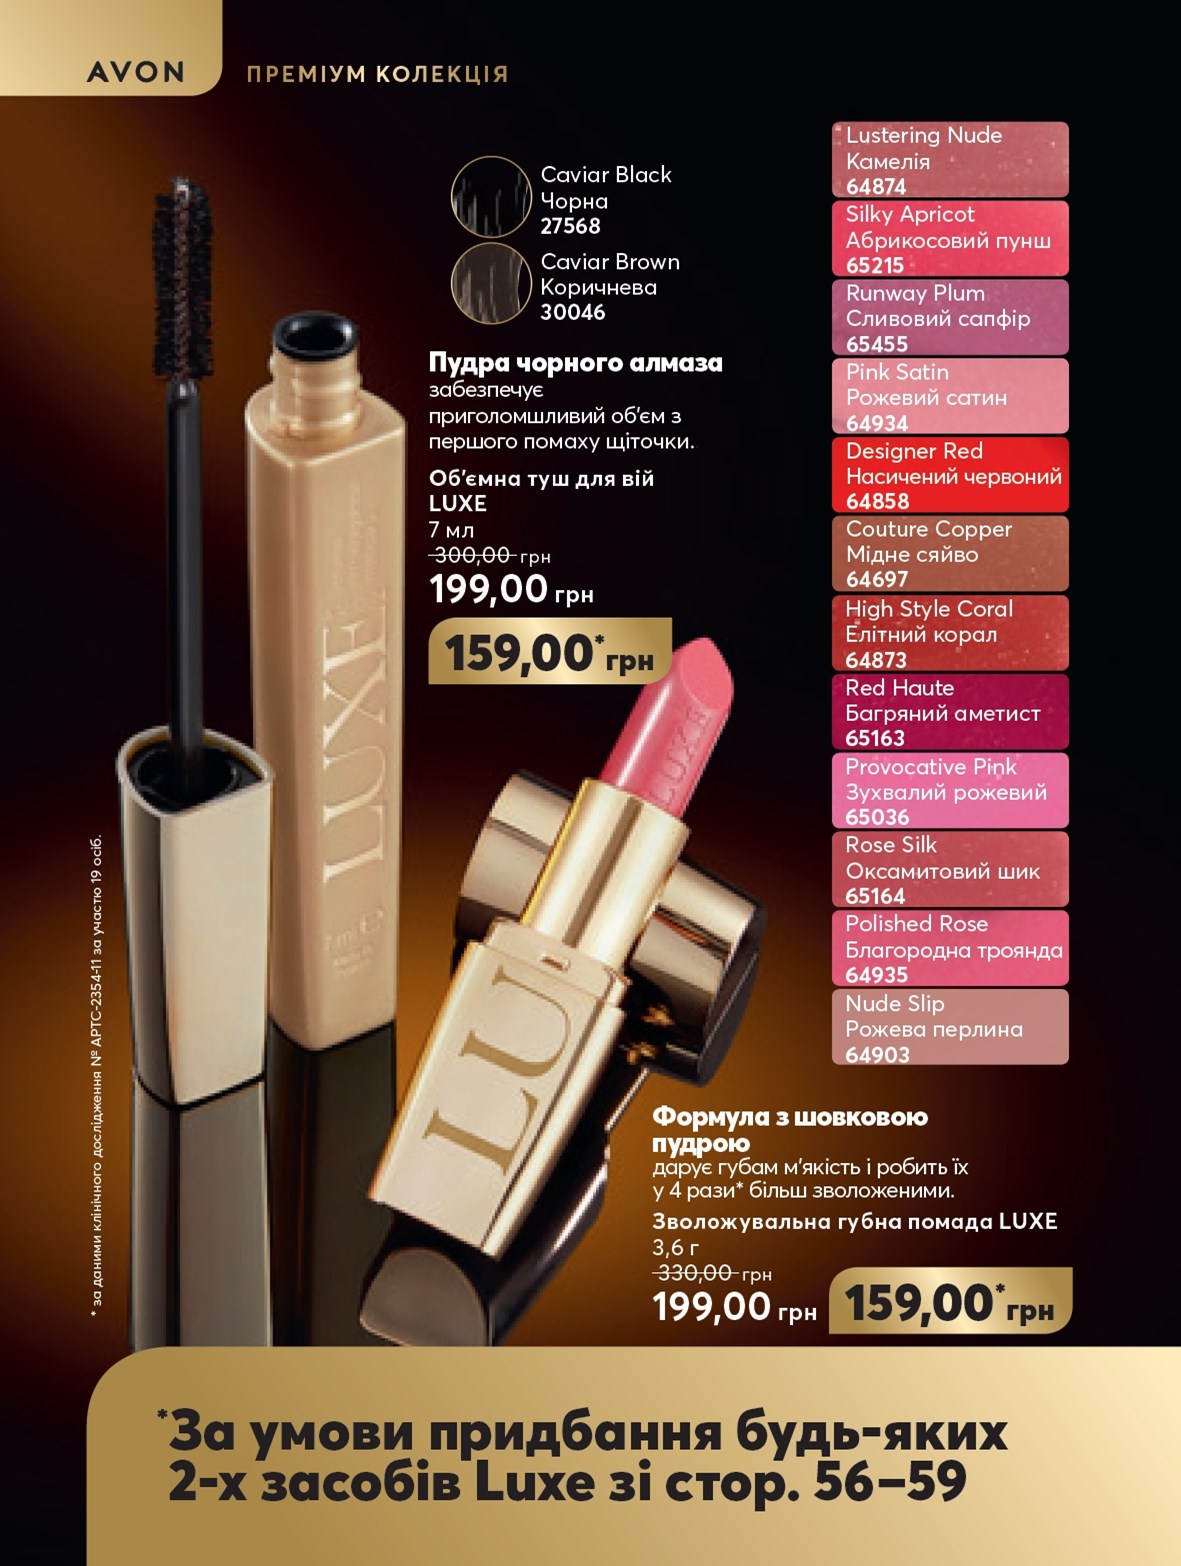 AVON
ПРЕМІУМ КОЛЕКЦІЯ
Caviar Black
Чорна
27568
Caviar Brown
Коричнева
30046
Пудра чорного алмаза
забезпечує
приголомшливий об'єм з
першого помаху щіточки.
Об'ємна туш для вій
LUXE
7 мл
300,00 грн
199,00 грн
159,00* грн
Lustering Nude
Камелія
64874
Silky Apricot
Абрикосовий пунш
65215
Runway Plum
Сливовий сапфір
65455
Pink Satin
Рожевий сатин
64934
Designer Red
Насичений червоний
64858
Couture Copper
Мідне сяйво
64697
High Style Coral
Елітний корал
64873
Red Haute
Багряний аметист
65163
Provocative Pink
Зухвалий рожевий
65036
Rose Silk
Оксамитовий шик
65164
Polished Rose
Благородна троянда
64935
Nude Slip
Рожева перлина
64903
LUXE
LUXE
LU
Формула з шовковою
пудрою
дарує губам м'якість і робить їх
у 4 рази* більш зволоженими.
Зволожувальна губна помада LUXE
3,6 г
330,00 грн
199,00 грн
159,00* грн
* за даними клінічного дослідження № АРТС-2354-11 за участю 19 осіб.
*За умови придбання будь-яких
2-х засобів Luxe зі стор. 56–59